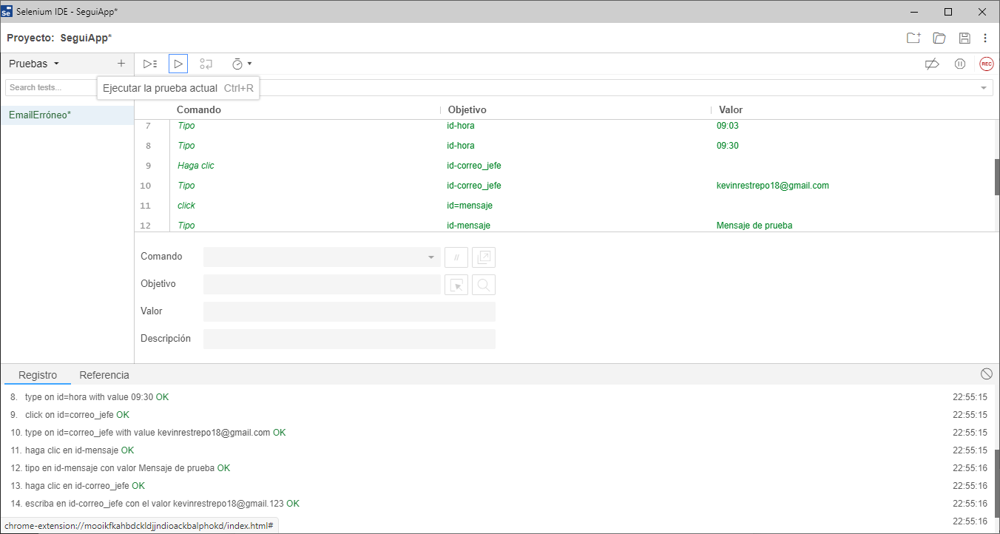 Selenium IDE - SeguiApp*
Proyecto: SeguiApp*
Pruebas
REC
Search tests...
Ejecutar la prueba actual Ctrl+R
EmailErróneo*
Comando Objetivo Valor
7 Tipo id-hora 09:03
8 Tipo id-hora 09:30
9 Haga clic id-correo_jefe
10 Tipo id-correo_jefe kevinrestrepo18@gmail.com
11 click id=mensaje
12 Tipo id-mensaje Mensaje de prueba
Comando //
Objetivo
Valor
Descripción
Registro Referencia
8. type on id=hora with value 09:30 OK 22:55:15
9. click on id=correo_jefe OK 22:55:15
10. type on id=correo_jefe with value kevinrestrepo18@gmail.com OK 22:55:15
11. haga clic en id-mensaje OK 22:55:15
12. tipo en id-mensaje con valor Mensaje de prueba OK 22:55:16
13. haga clic en id-correo_jefe OK 22:55:16
14. escriba en id-correo_jefe con el valor kevinrestrepo18@gmail.123 OK 22:55:16
22:55:16
chrome-extension://mooikfkahbdckldjjndioackbalphokd/index.html#